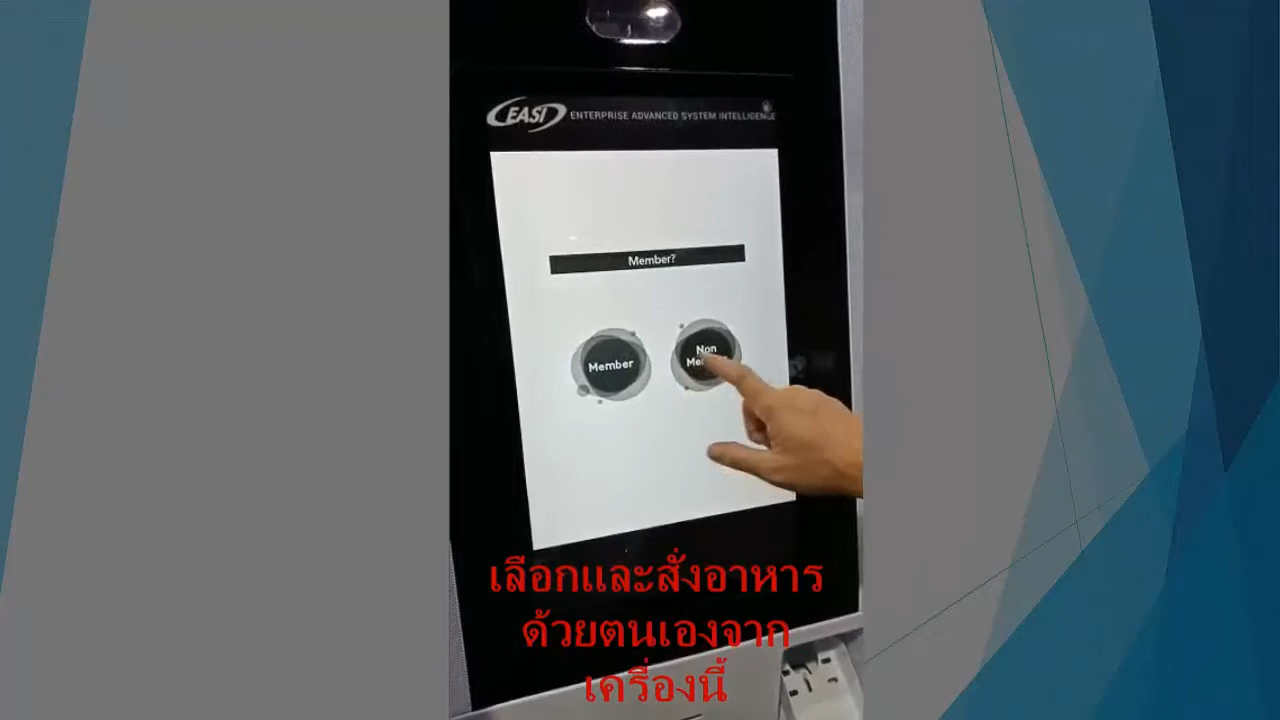 EASI ENTERPRISE ADVANCED SYSTEM INTELLIGENCE
Member?
Member
Non
เลือกและสั่งอาหาร
ด้วยตนเองจาก
เครื่องนี้